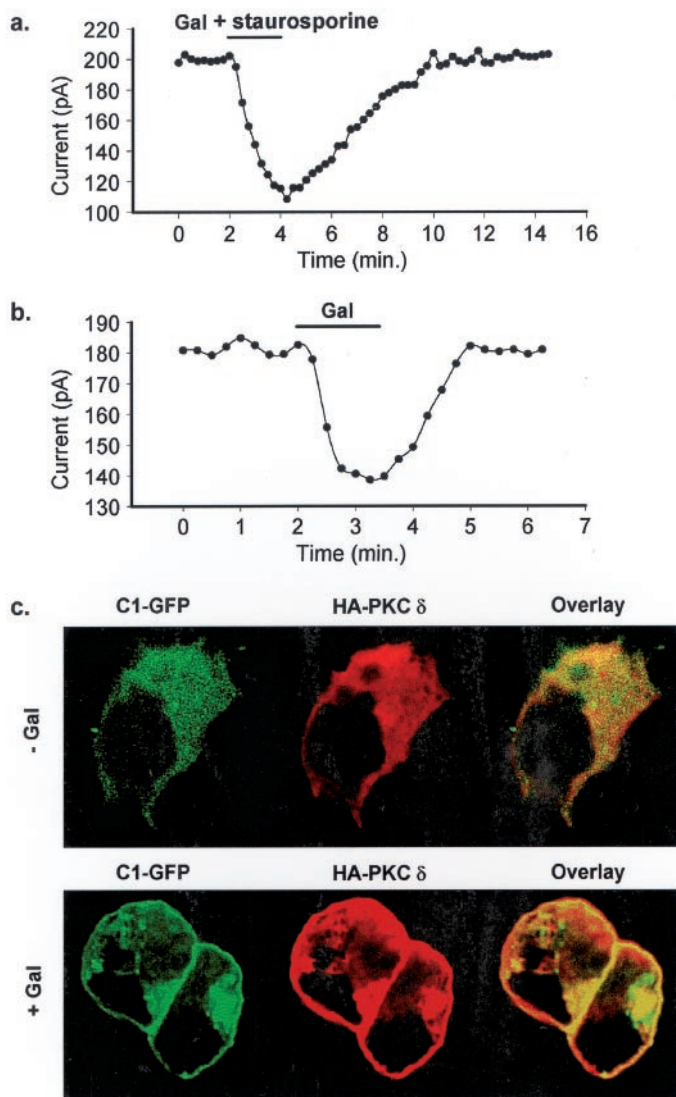 a.
Gal + staurosporine
220
200
180
160
140
120
100
Current (pA)
0 2 4 6 8 10 12 14 16
Time (min.)
b.
Gal
190
180
170
160
150
140
130
Current (pA)
0 1 2 3 4 5 6 7
Time (min.)
c.
C1-GFP HA-PKC δ Overlay
- Gal
C1-GFP HA-PKC δ Overlay
+ Gal